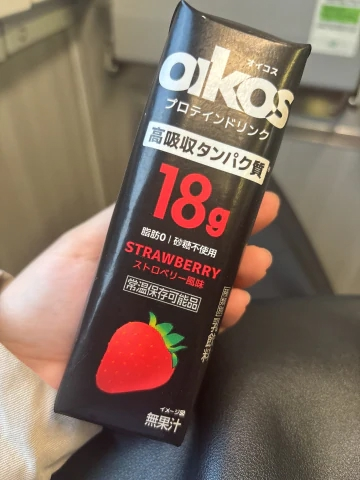 オイコス
oikos
プロテインドリンク
高吸収タンパク質
18g
脂肪0｜砂糖不使用
STRAWBERRY
ストロベリー風味
常温保存可能品
イメージ図
無果汁